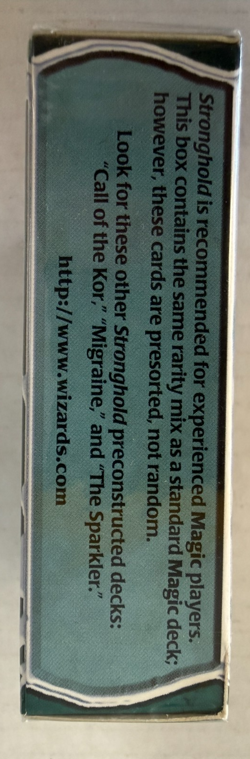 Stronghold is recommended for experienced Magic players.
This box contains the same rarity mix as a standard Magic deck;
however, these cards are presorted, not random.
Look for these other Stronghold preconstructed decks:
“Call of the Kor,” “Migraine,” and “The Sparkler.”
http://www.wizards.com